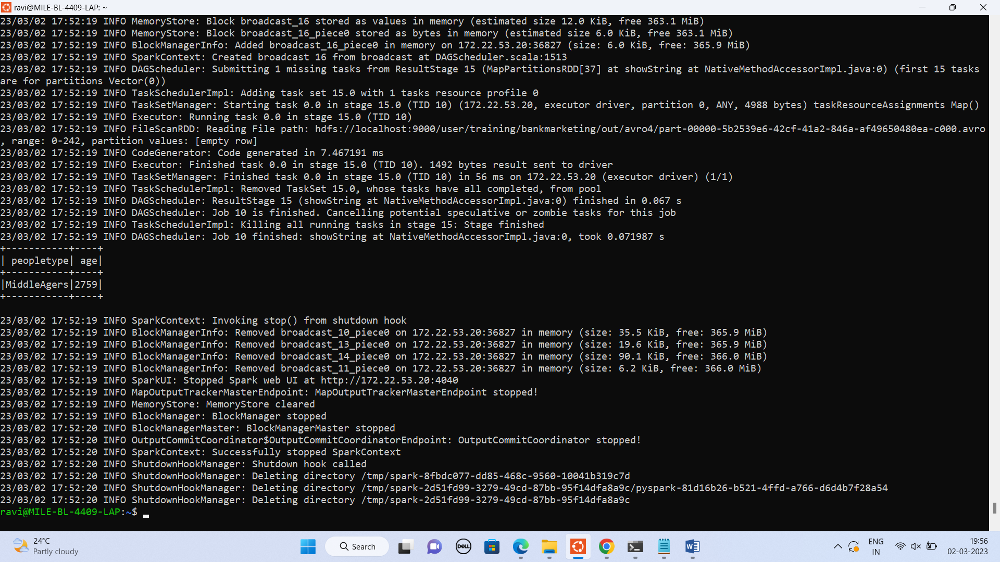 ravi@MILE-BL-4409-LAP: ~
23/03/02 17:52:19 INFO MemoryStore: Block broadcast_16 stored as values in memory (estimated size 12.0 KiB, free 363.1 MiB)
23/03/02 17:52:19 INFO MemoryStore: Block broadcast_16_piece0 stored as bytes in memory (estimated size 6.0 KiB, free 363.1 MiB)
23/03/02 17:52:19 INFO BlockManagerInfo: Added broadcast_16_piece0 in memory on 172.22.53.20:36827 (size: 6.0 KiB, free: 365.9 MiB)
23/03/02 17:52:19 INFO SparkContext: Created broadcast 16 from broadcast at DAGScheduler.scala:1513
23/03/02 17:52:19 INFO DAGScheduler: Submitting 1 missing tasks from ResultStage 15 (MapPartitionsRDD[37] at showString at NativeMethodAccessorImpl.java:0) (first 15 tasks
are for partitions Vector(0))
23/03/02 17:52:19 INFO TaskSchedulerImpl: Adding task set 15.0 with 1 tasks resource profile 0
23/03/02 17:52:19 INFO TaskSetManager: Starting task 0.0 in stage 15.0 (TID 10) (172.22.53.20, executor driver, partition 0, ANY, 4988 bytes) taskResourceAssignments Map()
23/03/02 17:52:19 INFO Executor: Running task 0.0 in stage 15.0 (TID 10)
23/03/02 17:52:19 INFO FileScanRDD: Reading File path: hdfs://localhost:9000/user/training/bankmarketing/out/avro4/part-00000-5b2539e6-42cf-41a2-846a-af49650480ea-c000.avro
, range: 0-242, partition values: [empty row]
23/03/02 17:52:19 INFO CodeGenerator: Code generated in 7.467191 ms
23/03/02 17:52:19 INFO Executor: Finished task 0.0 in stage 15.0 (TID 10). 1492 bytes result sent to driver
23/03/02 17:52:19 INFO TaskSetManager: Finished task 0.0 in stage 15.0 (TID 10) in 56 ms on 172.22.53.20 (executor driver) (1/1)
23/03/02 17:52:19 INFO TaskSchedulerImpl: Removed TaskSet 15.0, whose tasks have all completed, from pool
23/03/02 17:52:19 INFO DAGScheduler: ResultStage 15 (showString at NativeMethodAccessorImpl.java:0) finished in 0.067 s
23/03/02 17:52:19 INFO DAGScheduler: Job 10 is finished. Cancelling potential speculative or zombie tasks for this job
23/03/02 17:52:19 INFO TaskSchedulerImpl: Killing all running tasks in stage 15: Stage finished
23/03/02 17:52:19 INFO DAGScheduler: Job 10 finished: showString at NativeMethodAccessorImpl.java:0, took 0.071987 s
+-----------+----+
| peopletype| age|
+-----------+----+
|MiddleAgers|2759|
+-----------+----+
23/03/02 17:52:19 INFO SparkContext: Invoking stop() from shutdown hook
23/03/02 17:52:19 INFO BlockManagerInfo: Removed broadcast_10_piece0 on 172.22.53.20:36827 in memory (size: 35.5 KiB, free: 365.9 MiB)
23/03/02 17:52:19 INFO BlockManagerInfo: Removed broadcast_13_piece0 on 172.22.53.20:36827 in memory (size: 19.6 KiB, free: 365.9 MiB)
23/03/02 17:52:19 INFO BlockManagerInfo: Removed broadcast_14_piece0 on 172.22.53.20:36827 in memory (size: 90.1 KiB, free: 366.0 MiB)
23/03/02 17:52:19 INFO BlockManagerInfo: Removed broadcast_11_piece0 on 172.22.53.20:36827 in memory (size: 6.2 KiB, free: 366.0 MiB)
23/03/02 17:52:19 INFO SparkUI: Stopped Spark web UI at http://172.22.53.20:4040
23/03/02 17:52:19 INFO MapOutputTrackerMasterEndpoint: MapOutputTrackerMasterEndpoint stopped!
23/03/02 17:52:19 INFO MemoryStore: MemoryStore cleared
23/03/02 17:52:19 INFO BlockManager: BlockManager stopped
23/03/02 17:52:20 INFO BlockManagerMaster: BlockManagerMaster stopped
23/03/02 17:52:20 INFO OutputCommitCoordinator$OutputCommitCoordinatorEndpoint: OutputCommitCoordinator stopped!
23/03/02 17:52:20 INFO SparkContext: Successfully stopped SparkContext
23/03/02 17:52:20 INFO ShutdownHookManager: Shutdown hook called
23/03/02 17:52:20 INFO ShutdownHookManager: Deleting directory /tmp/spark-8fbdc077-dd85-468c-9560-10041b319c7d
23/03/02 17:52:20 INFO ShutdownHookManager: Deleting directory /tmp/spark-2d51fd99-3279-49cd-87bb-95f14dfa8a9c/pyspark-81d16b26-b521-4ffd-a766-d6d4b7f28a54
23/03/02 17:52:20 INFO ShutdownHookManager: Deleting directory /tmp/spark-2d51fd99-3279-49cd-87bb-95f14dfa8a9c
ravi@MILE-BL-4409-LAP:~$
24°C
Partly cloudy
Search
DELL
W
ENG
IN
19:56
02-03-2023